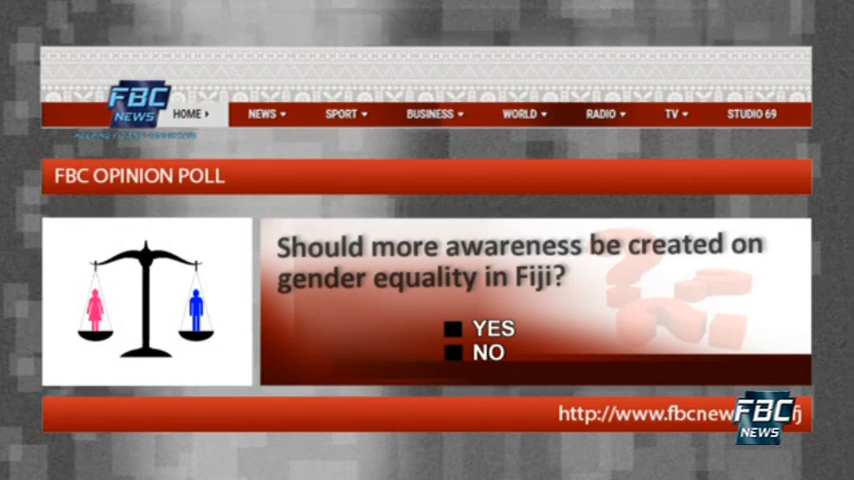 FBC
NEWS
HOME NEWS SPORT BUSINESS WORLD RADIO TV STUDIO 69
FBC OPINION POLL
Should more awareness be created on
gender equality in Fiji?
YES
NO
http://www.fbcnew
FBC
NEWS